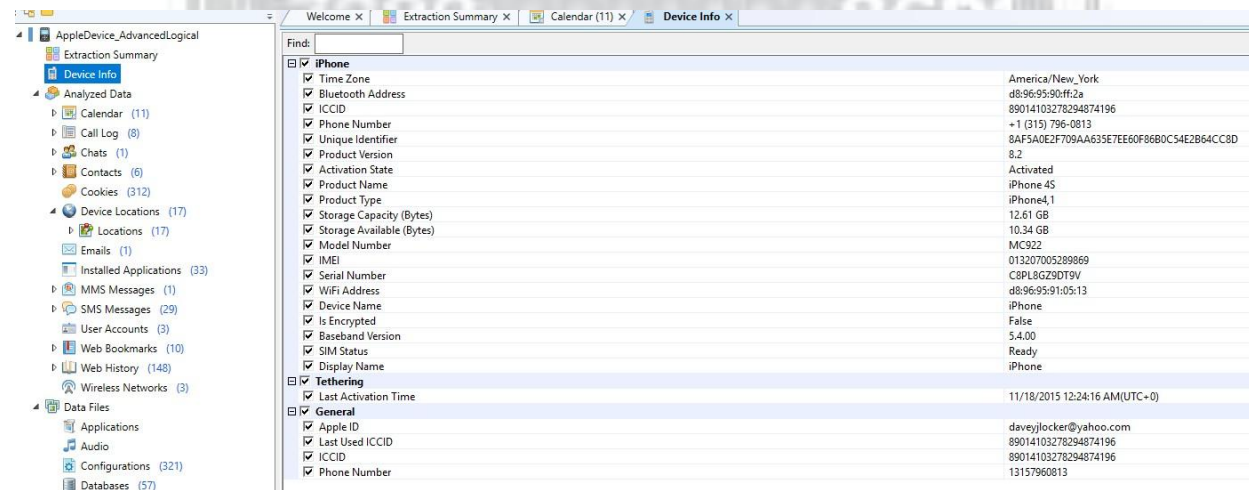 Welcome × Extraction Summary × Calendar (11) × Device Info ×
AppleDevice_AdvancedLogical
Extraction Summary
Device Info
Analyzed Data
Calendar (11)
Call Log (8)
Chats (1)
Contacts (6)
Cookies (312)
Device Locations (17)
Locations (17)
Emails (1)
Installed Applications (33)
MMS Messages (1)
SMS Messages (29)
User Accounts (3)
Web Bookmarks (10)
Web History (148)
Wireless Networks (3)
Data Files
Applications
Audio
Configurations (321)
Databases (57)
Find:
iPhone
Time Zone America/New_York
Bluetooth Address d8:96:95:90:ff:2a
ICCID 89014103278294874196
Phone Number +1 (315) 796-0813
Unique Identifier 8AF5A0E2F709AA635E7EE60F86B0C54E2B64CC8D
Product Version 8.2
Activation State Activated
Product Name iPhone 4S
Product Type iPhone4,1
Storage Capacity (Bytes) 12.61 GB
Storage Available (Bytes) 10.34 GB
Model Number MC922
IMEI 013207005289869
Serial Number C8PL8GZ9DT9V
WiFi Address d8:96:95:91:05:13
Device Name iPhone
Is Encrypted False
Baseband Version 5.4.00
SIM Status Ready
Display Name iPhone
Tethering
Last Activation Time 11/18/2015 12:24:16 AM(UTC+0)
General
Apple ID daveyjlocker@yahoo.com
Last Used ICCID 89014103278294874196
ICCID 89014103278294874196
Phone Number 13157960813